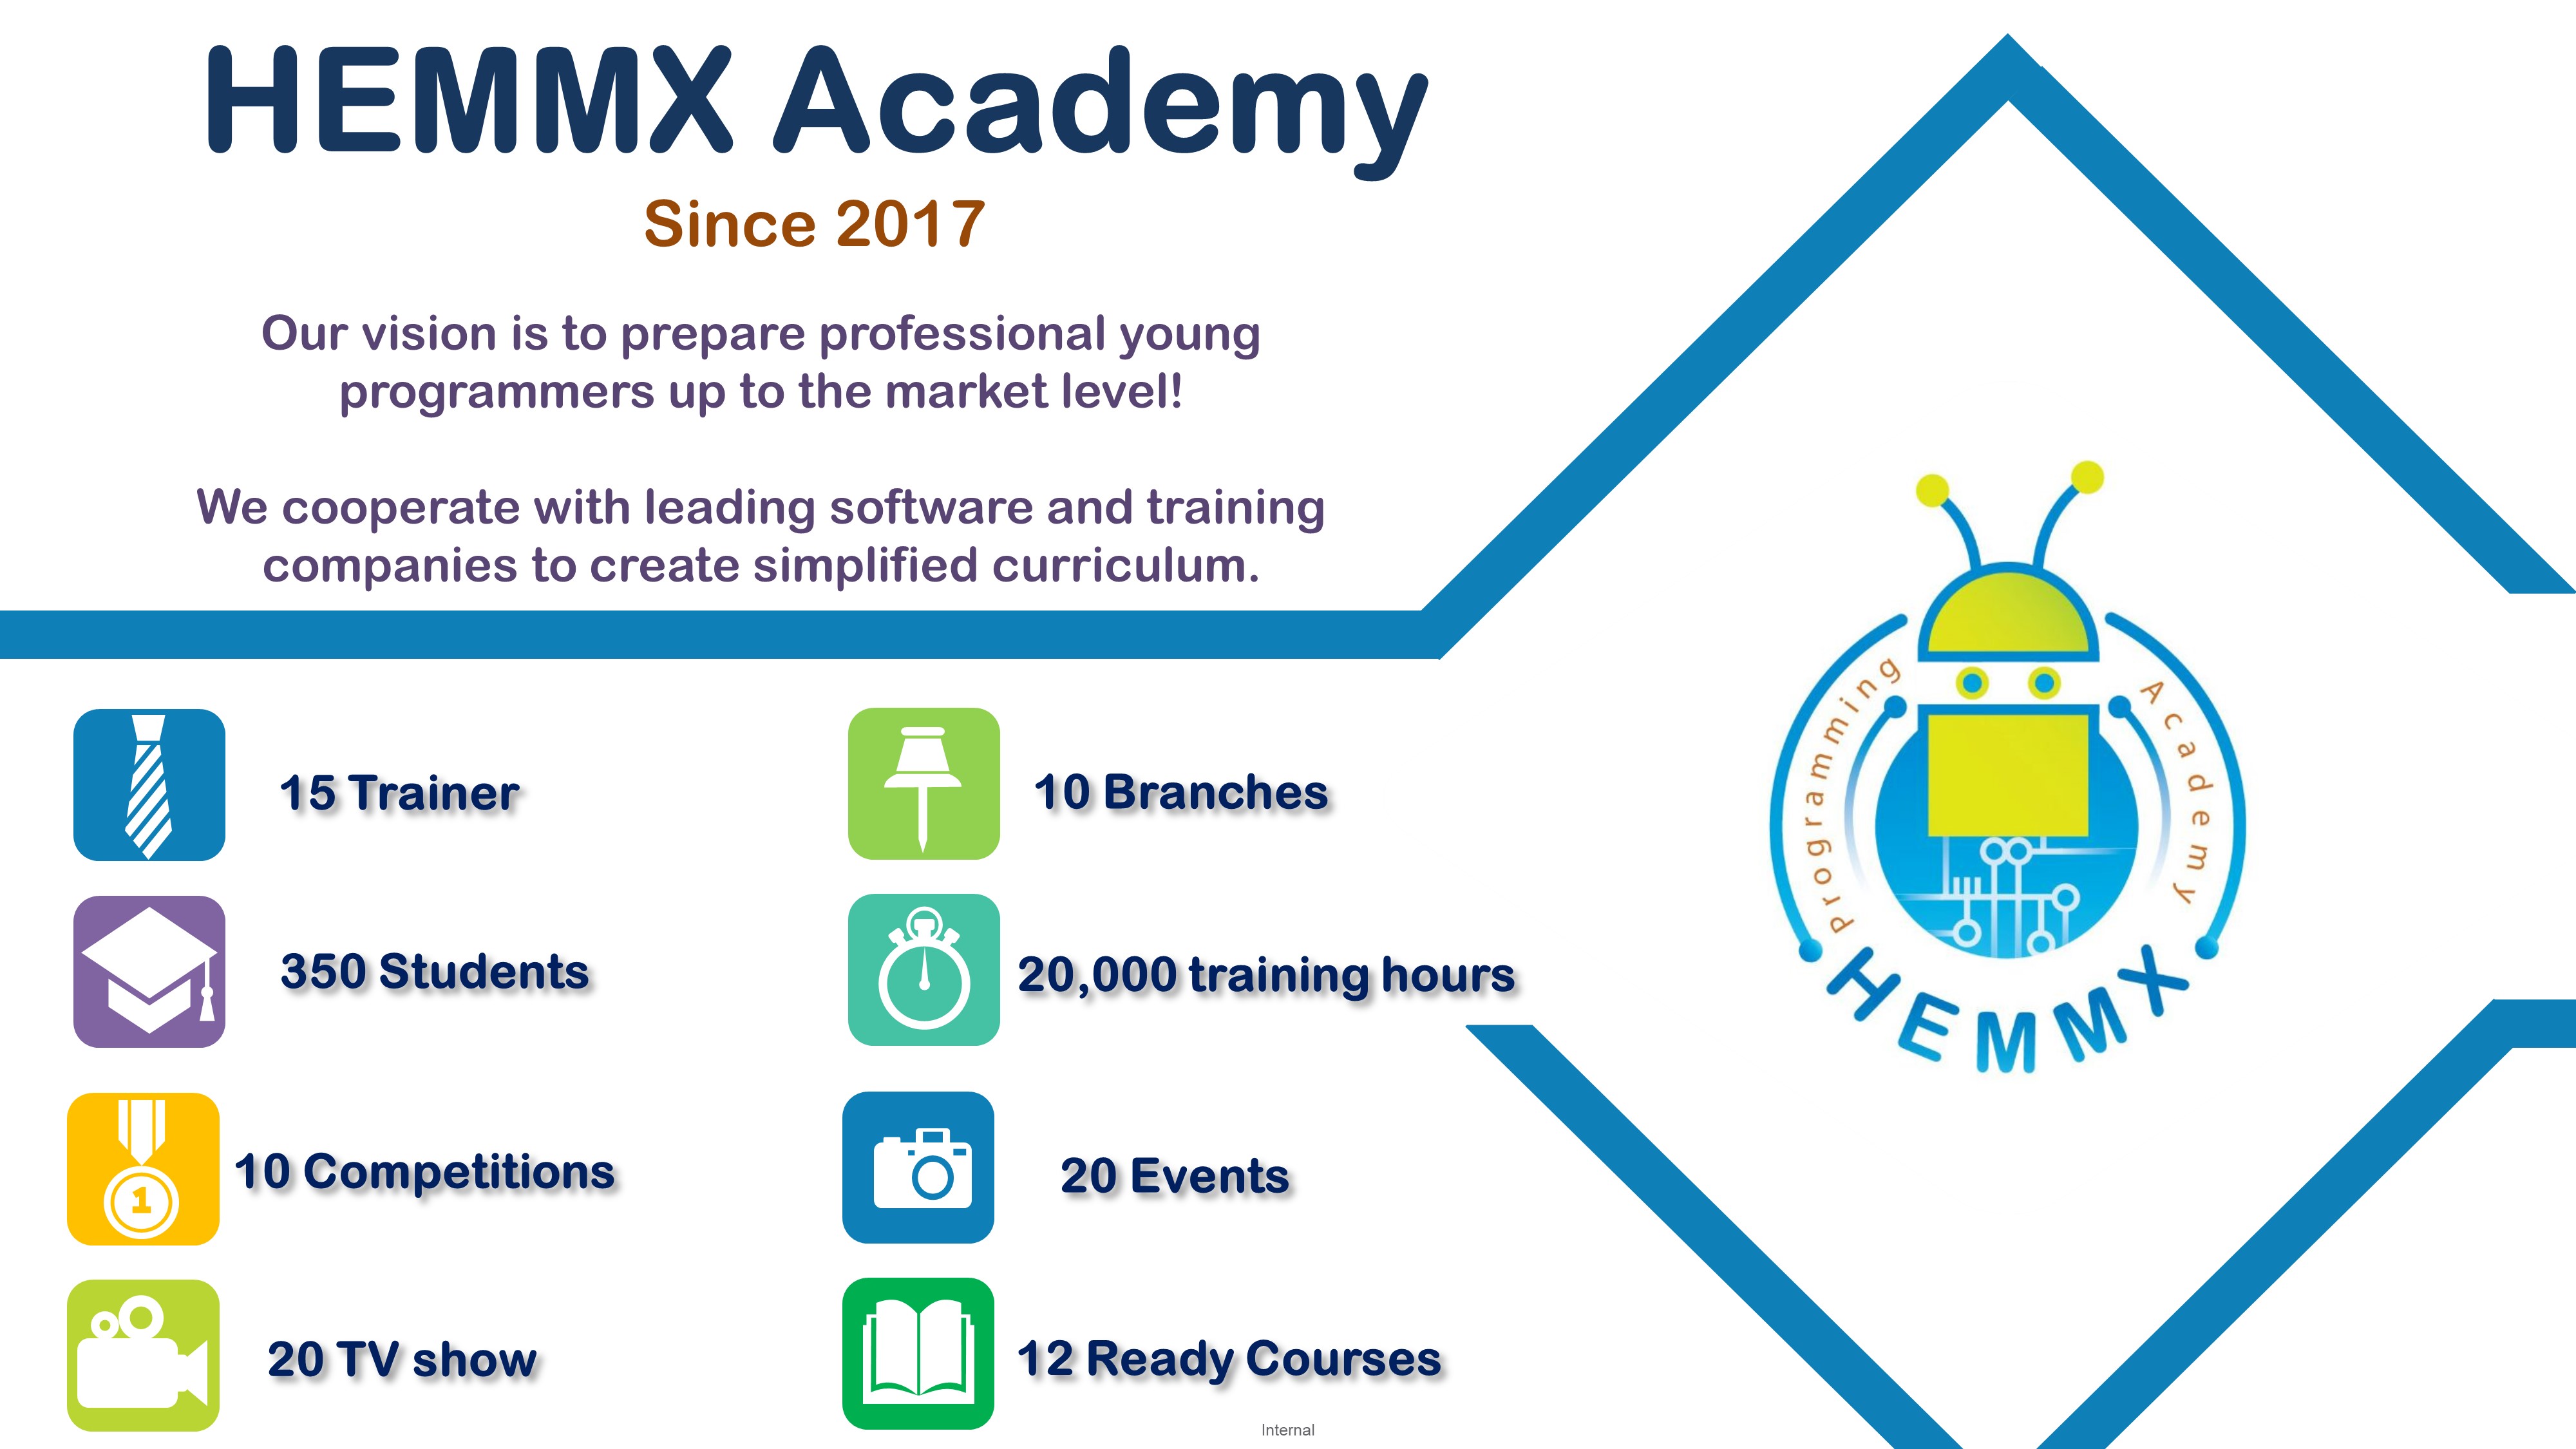 HEMMX Academy
Since 2017
Our vision is to prepare professional young
programmers up to the market level!
We cooperate with leading software and training
companies to create simplified curriculum.
15 Trainer
10 Branches
350 Students
20,000 training hours
10 Competitions
1
20 Events
20 TV show
12 Ready Courses
Programming Academy
HEMMX
Internal